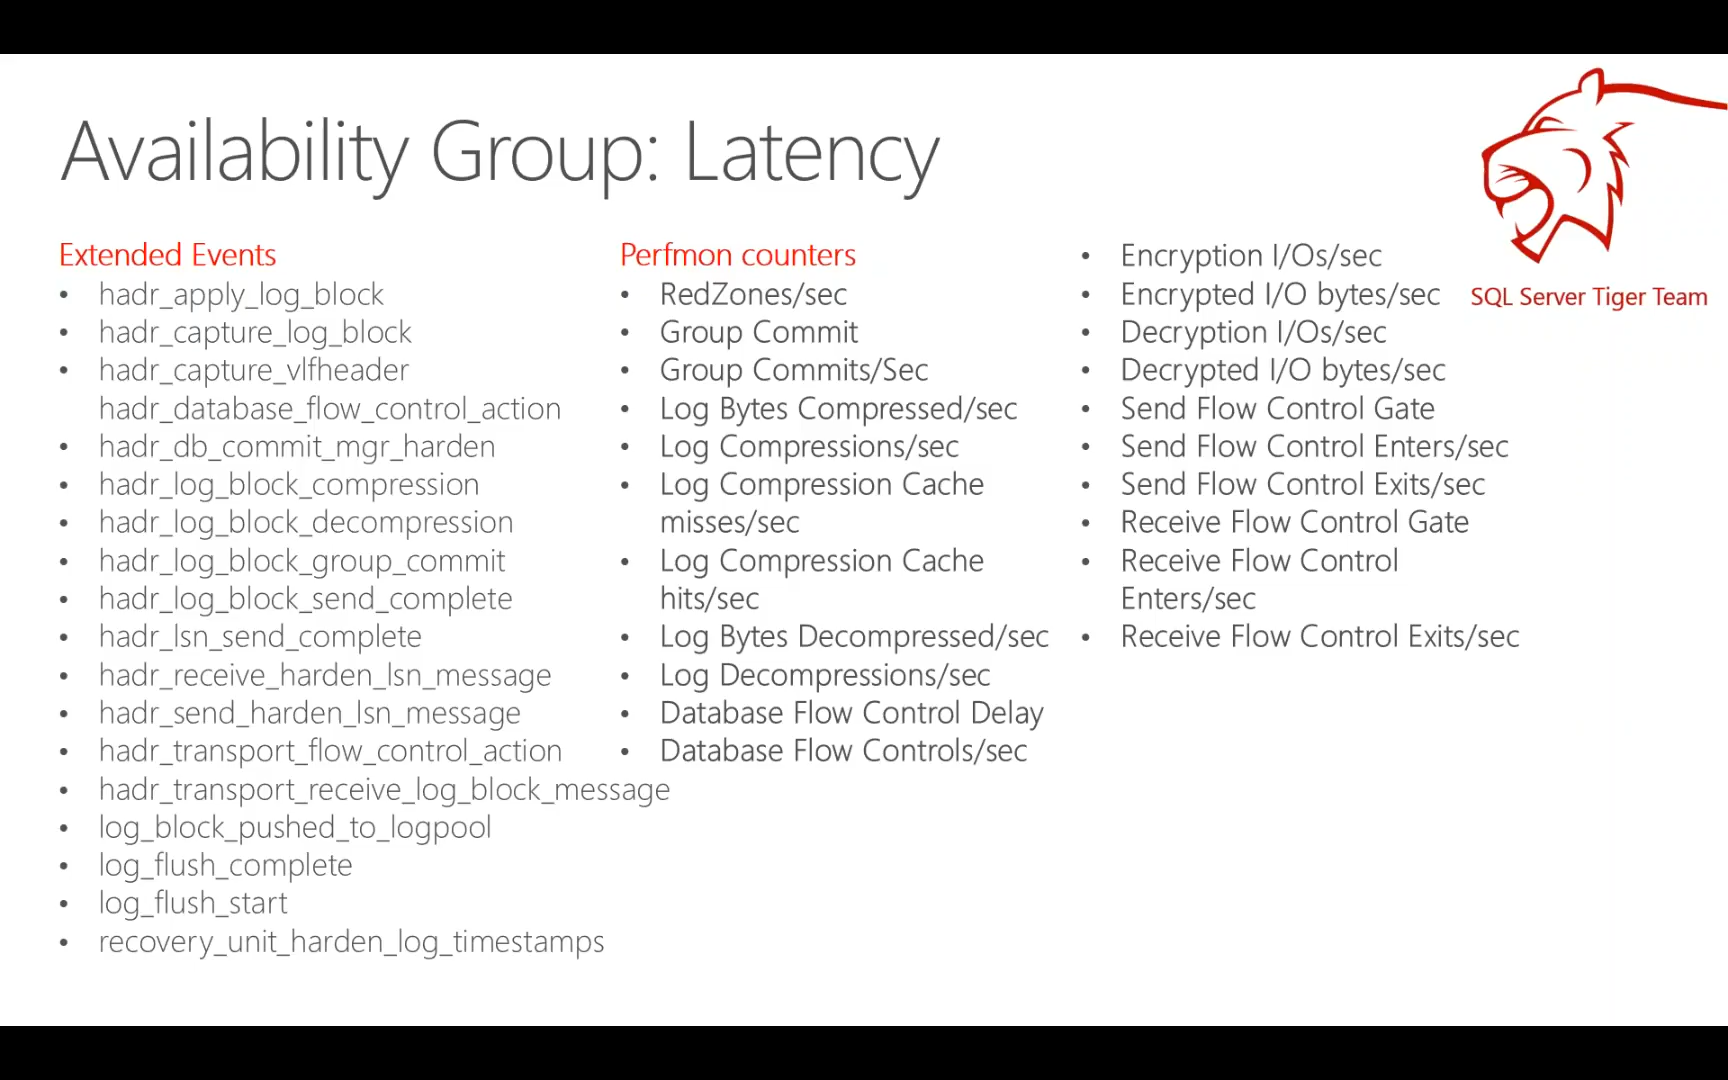 Availability Group: Latency
Extended Events
• hadr_apply_log_block
• hadr_capture_log_block
• hadr_capture_vlfheader
hadr_database_flow_control_action
• hadr_db_commit_mgr_harden
• hadr_log_block_compression
• hadr_log_block_decompression
• hadr_log_block_group_commit
• hadr_log_block_send_complete
• hadr_lsn_send_complete
• hadr_receive_harden_lsn_message
• hadr_send_harden_lsn_message
• hadr_transport_flow_control_action
• hadr_transport_receive_log_block_message
• log_block_pushed_to_logpool
• log_flush_complete
• log_flush_start
• recovery_unit_harden_log_timestamps
Perfmon counters
• RedZones/sec
• Group Commit
• Group Commits/Sec
• Log Bytes Compressed/sec
• Log Compressions/sec
• Log Compression Cache
misses/sec
• Log Compression Cache
hits/sec
• Log Bytes Decompressed/sec
• Log Decompressions/sec
• Database Flow Control Delay
• Database Flow Controls/sec
• Encryption I/Os/sec
• Encrypted I/O bytes/sec
• Decryption I/Os/sec
• Decrypted I/O bytes/sec
• Send Flow Control Gate
• Send Flow Control Enters/sec
• Send Flow Control Exits/sec
• Receive Flow Control Gate
• Receive Flow Control
Enters/sec
• Receive Flow Control Exits/sec
SQL Server Tiger Team